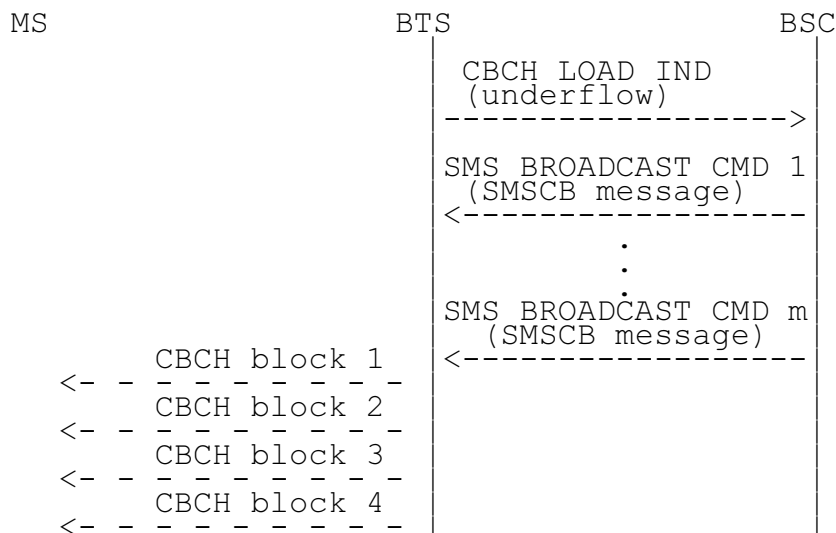 MS BTS BSC
CBCH LOAD IND
(underflow)
------------------>
SMS BROADCAST CMD 1
(SMSCB message)
<------------------
.
.
.
SMS BROADCAST CMD m
(SMSCB message)
CBCH block 1 <------------------
<- - - - - - - - -
CBCH block 2
<- - - - - - - - -
CBCH block 3
<- - - - - - - - -
CBCH block 4
<- - - - - - - - -